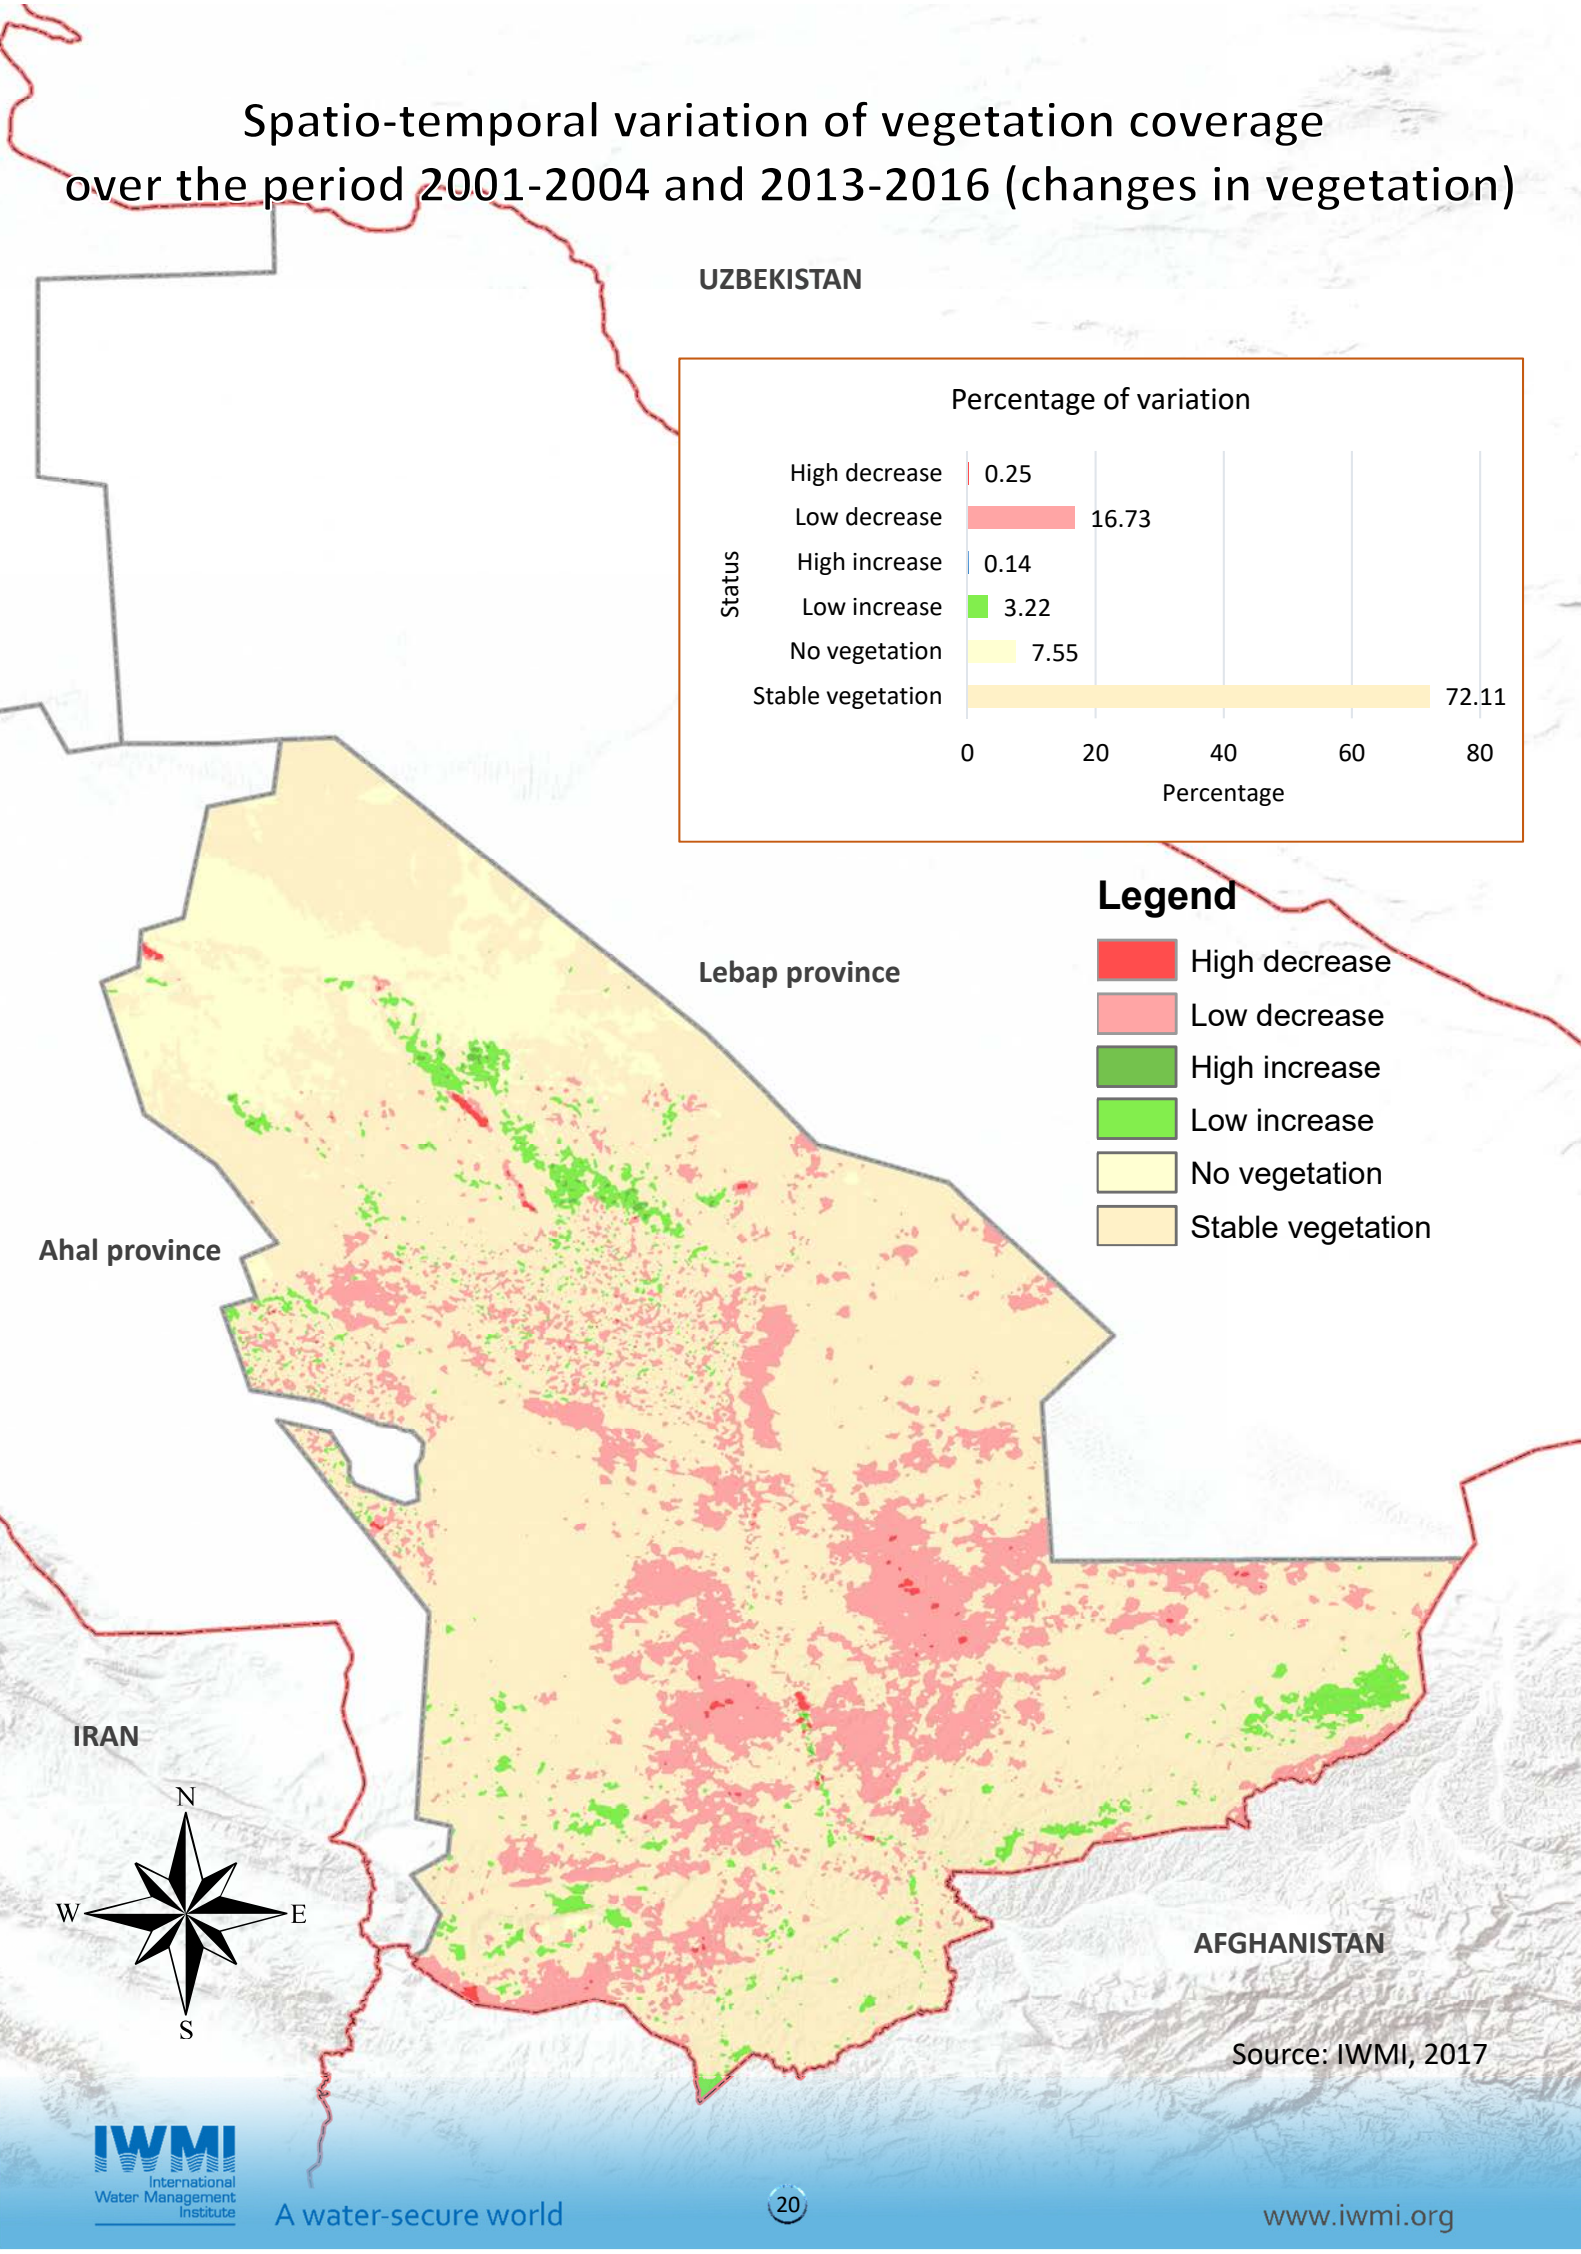 Spatio-temporal variation of vegetation coverage
over the period 2001-2004 and 2013-2016 (changes in vegetation)
UZBEKISTAN
Percentage of variation
High decrease 0.25
Low decrease 16.73
High increase 0.14
Low increase 3.22
No vegetation 7.55
Stable vegetation 72.11
Status
0 20 40 60 80
Percentage
Legend
High decrease
Low decrease
High increase
Low increase
No vegetation
Stable vegetation
Lebap province
Ahal province
IRAN
N
W E
S
AFGHANISTAN
Source: IWMI, 2017
IWMI
International
Water Management
Institute
A water-secure world
20
www.iwmi.org